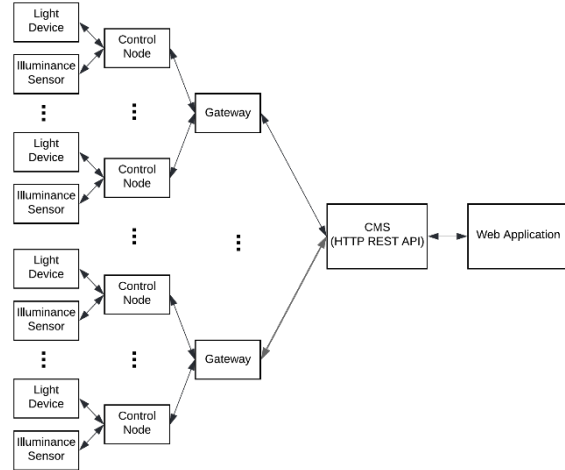 Light
Device
Illuminance
Sensor
Control
Node
Light
Device
Illuminance
Sensor
Control
Node
Gateway
Light
Device
Illuminance
Sensor
Control
Node
Light
Device
Illuminance
Sensor
Control
Node
Gateway
CMS
(HTTP REST API)
Web Application